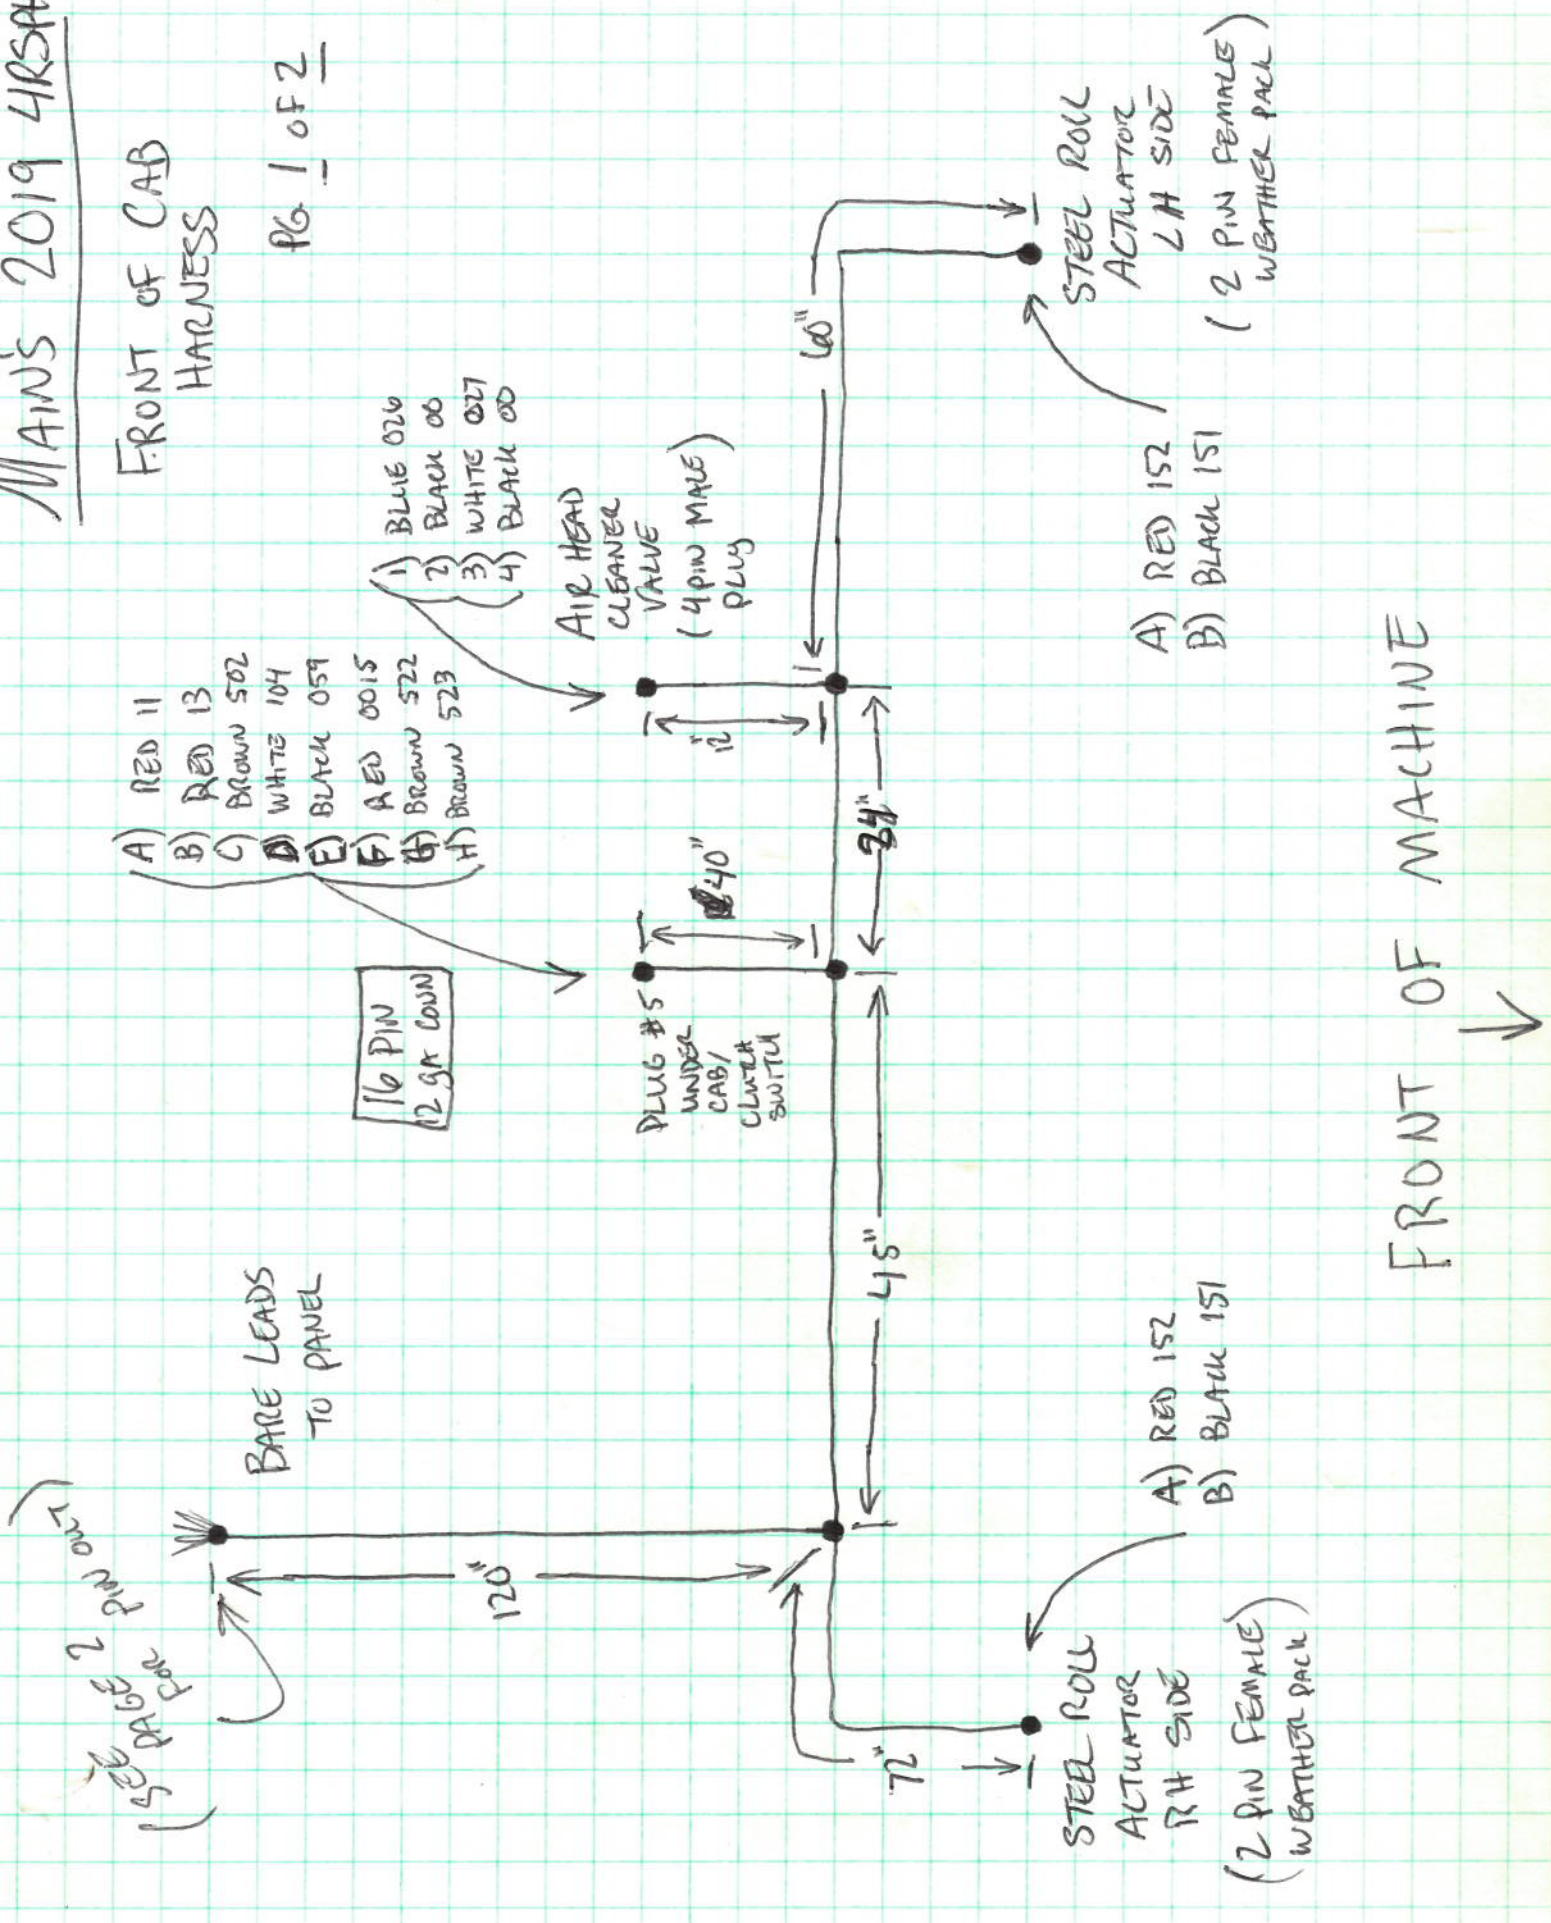 MAIN'S 2019 4RSPH
FRONT OF CAB
HARNESS
PG. 1 OF 2
(SEE PAGE 2
FOR PIN OUT)
BARE LEADS
TO PANEL
120"
72"
A) RED 11
B) RED 13
C) BROWN 502
D) WHITE 104
E) BLACK 059
F) RED 0015
G) BROWN 522
H) BROWN 523
16 PIN
12 GA CONN
PLUG #5
UNDER
CAB/
CLUTCH
SWITCH
40"
1) BLUE 026
2) BLACK 00
3) WHITE 027
4) BLACK 00
AIR HEAD
CLEANER
VALVE
(4 PIN MALE)
PLUG
12"
60"
45"
STEEL ROLL
ACTUATOR
RH SIDE
(2 PIN FEMALE)
WEATHER PACK
A) RED 152
B) BLACK 151
A) RED 152
B) BLACK 151
STEEL ROLL
ACTUATOR
LH SIDE
(2 PIN FEMALE)
WEATHER PACK
FRONT OF MACHINE